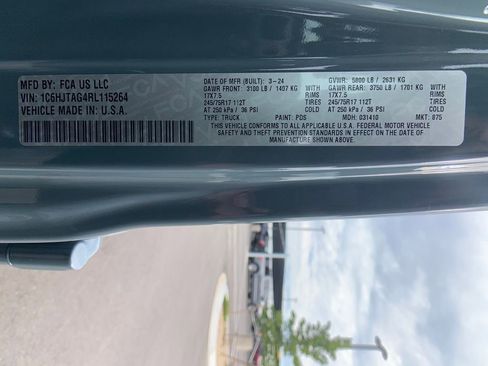 MFD BY: FCA US LLC
VIN: 1C6HJTAG4RL115264
VEHICLE MADE IN: U.S.A.
DATE OF MFR (BUILT): 3-24
GVWR: 5800 LB / 2631 KG
GAWR FRONT: 3100 LB / 1497 KG WITH
GAWR REAR: 3750 LB / 1701 KG WITH
17X7.5 RIMS
17X7.5 RIMS
245/75R17 112T
245/75R17 112T
AT 250 kPa / 36 PSI COLD
AT 250 kPa / 36 PSI COLD
TYPE: TRUCK PAINT: PDS MDH: 031410 MKT: 875
THIS VEHICLE CONFORMS TO ALL APPLICABLE U.S.A. FEDERAL MOTOR VEHICLE
SAFETY, BUMPER, AND THEFT PREVENTION STANDARDS IN EFFECT ON THE DATE OF
MANUFACTURE SHOWN ABOVE.